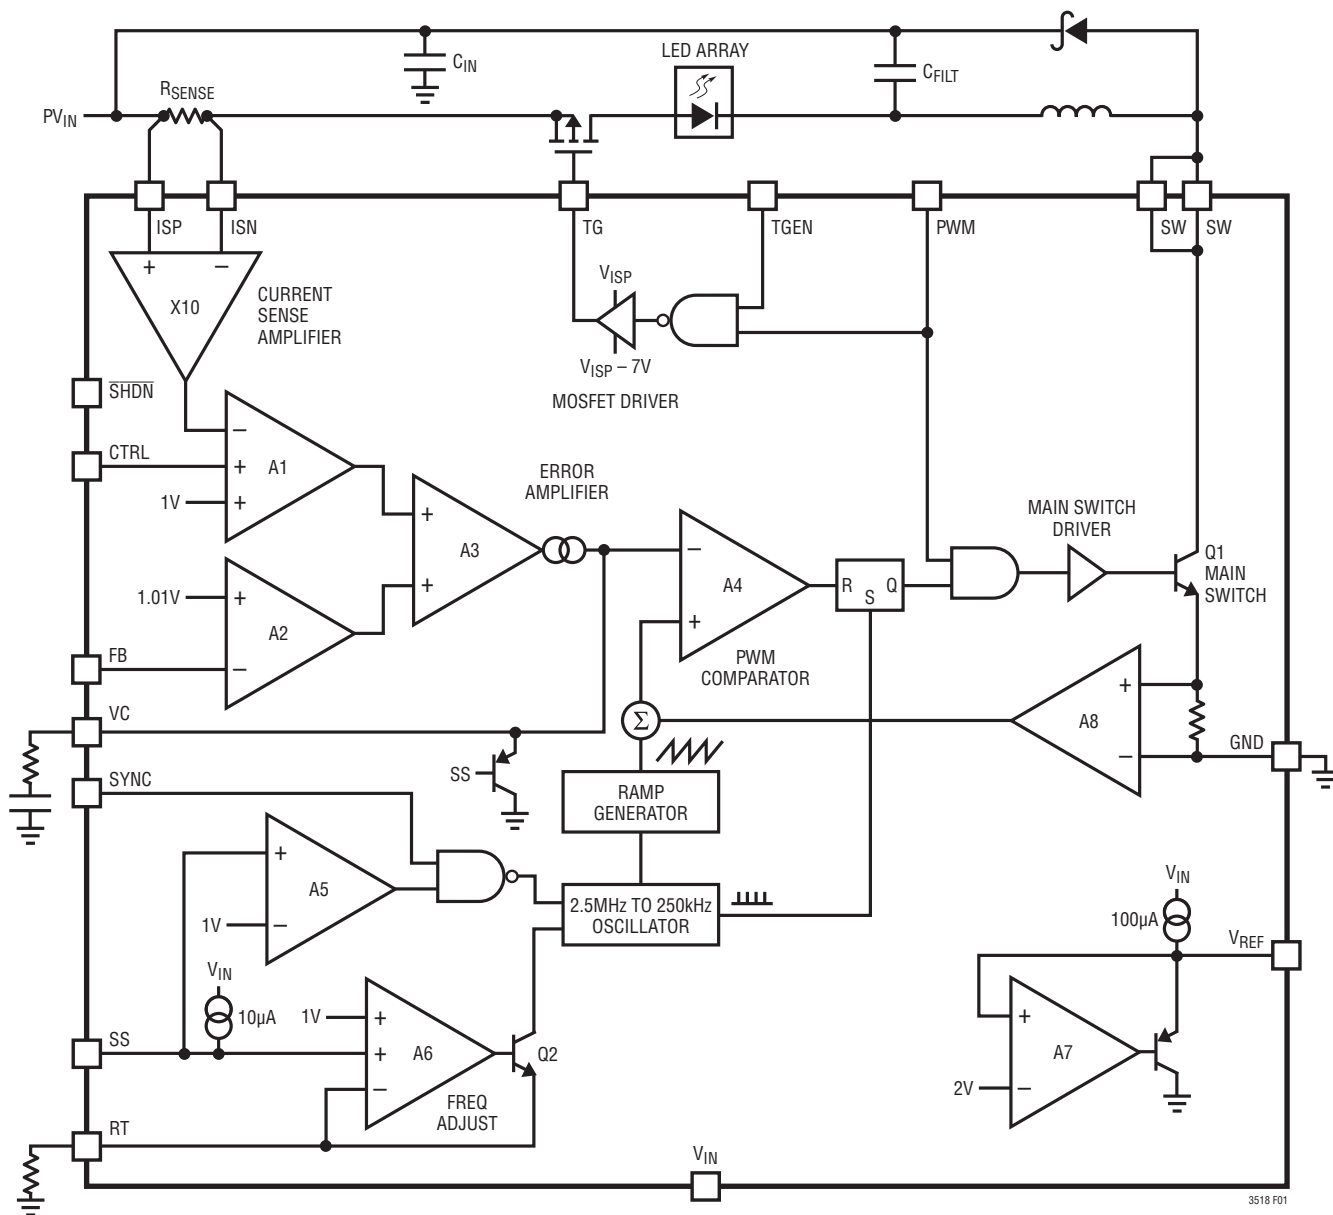 LED ARRAY
C_IN
C_FILT
R_SENSE
PV_IN
ISP
ISN
TG
TGEN
PWM
SW
SW
+
–
X10
CURRENT
SENSE
AMPLIFIER
V_ISP
V_ISP – 7V
MOSFET DRIVER
SHDN
CTRL
1V
–
+
+
A1
ERROR
AMPLIFIER
+
+
A3
MAIN SWITCH
DRIVER
Q1
MAIN
SWITCH
–
+
A4
PWM
COMPARATOR
R
S
Q
1.01V
FB
+
–
A2
VC
SYNC
SS
Σ
+
–
A8
GND
RAMP
GENERATOR
+
–
A5
1V
2.5MHz TO 250kHz
OSCILLATOR
V_IN
100µA
V_REF
V_IN
10µA
SS
1V
+
+
–
A6
Q2
FREQ
ADJUST
+
–
A7
2V
RT
V_IN
3518 F01